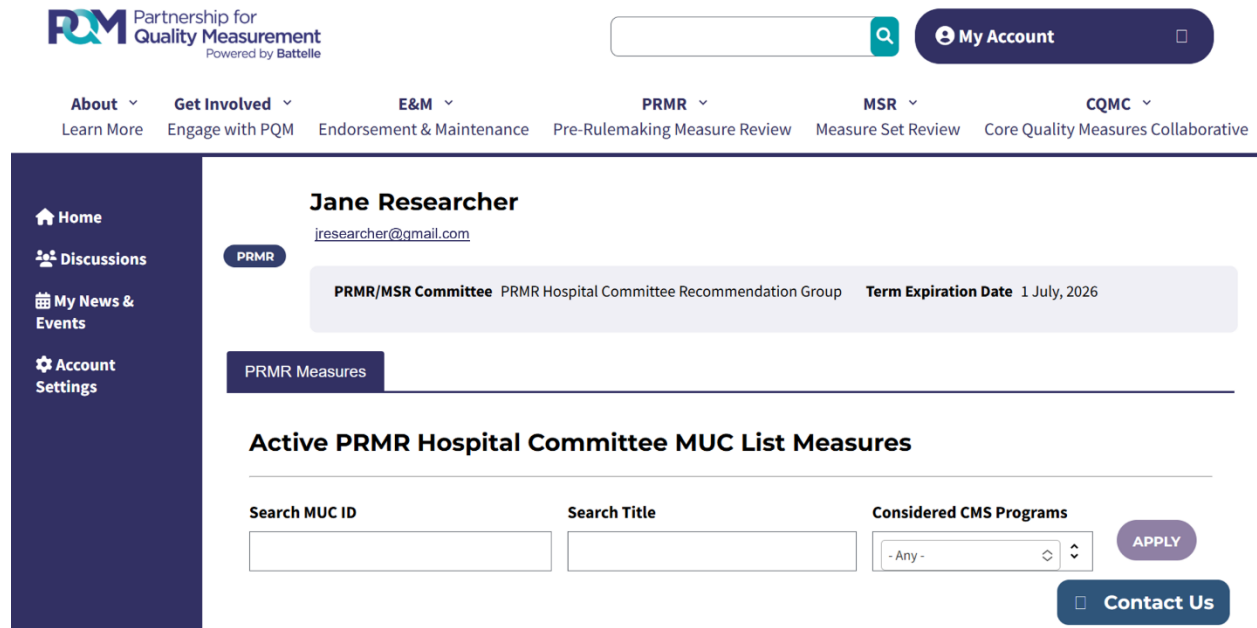 PQM Partnership for
Quality Measurement
Powered by Battelle
My Account
About
Learn More
Get Involved
Engage with PQM
E&M
Endorsement & Maintenance
PRMR
Pre-Rulemaking Measure Review
MSR
Measure Set Review
CQMC
Core Quality Measures Collaborative
Home
Discussions
My News &
Events
Account
Settings
Jane Researcher
jresearcher@gmail.com
PRMR
PRMR/MSR Committee PRMR Hospital Committee Recommendation Group Term Expiration Date 1 July, 2026
PRMR Measures
Active PRMR Hospital Committee MUC List Measures
Search MUC ID
Search Title
Considered CMS Programs
- Any -
APPLY
Contact Us